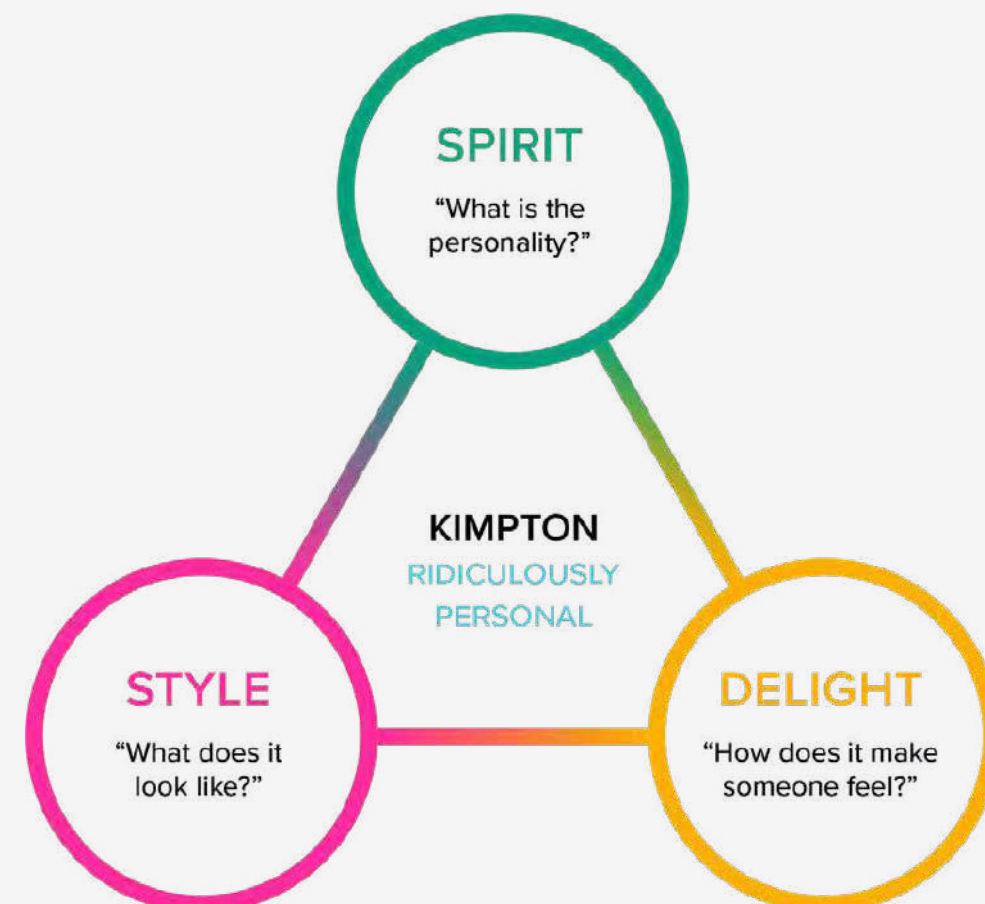 SPIRIT
“What is the
personality?”
KIMPTON
RIDICULOUSLY
PERSONAL
STYLE
“What does it
look like?”
DELIGHT
“How does it make
someone feel?”